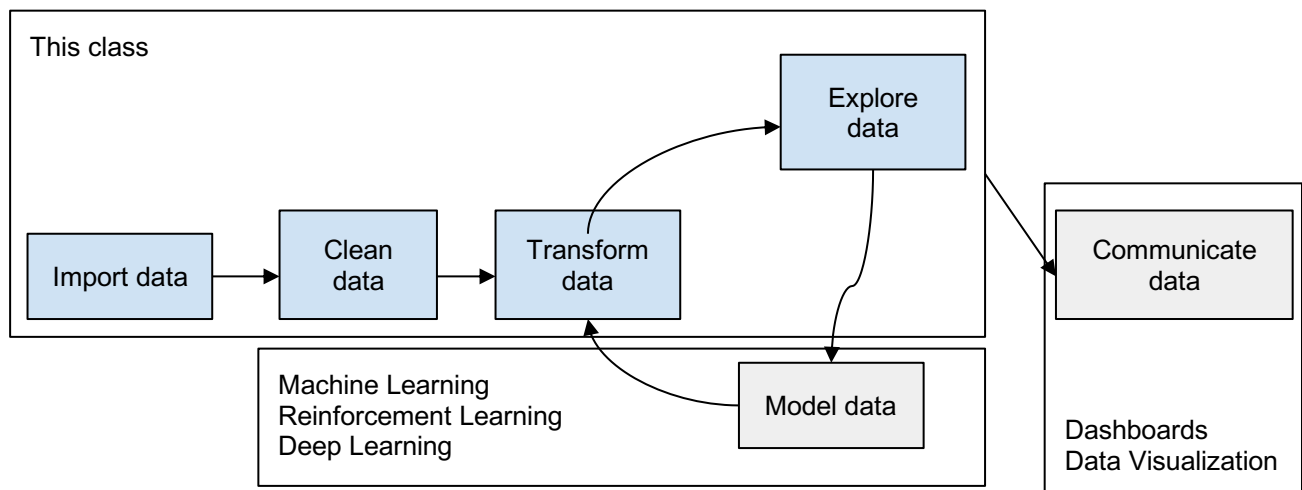 This class
Explore
data
Import data
Clean
data
Transform
data
Communicate
data
Machine Learning
Reinforcement Learning
Deep Learning
Model data
Dashboards
Data Visualization